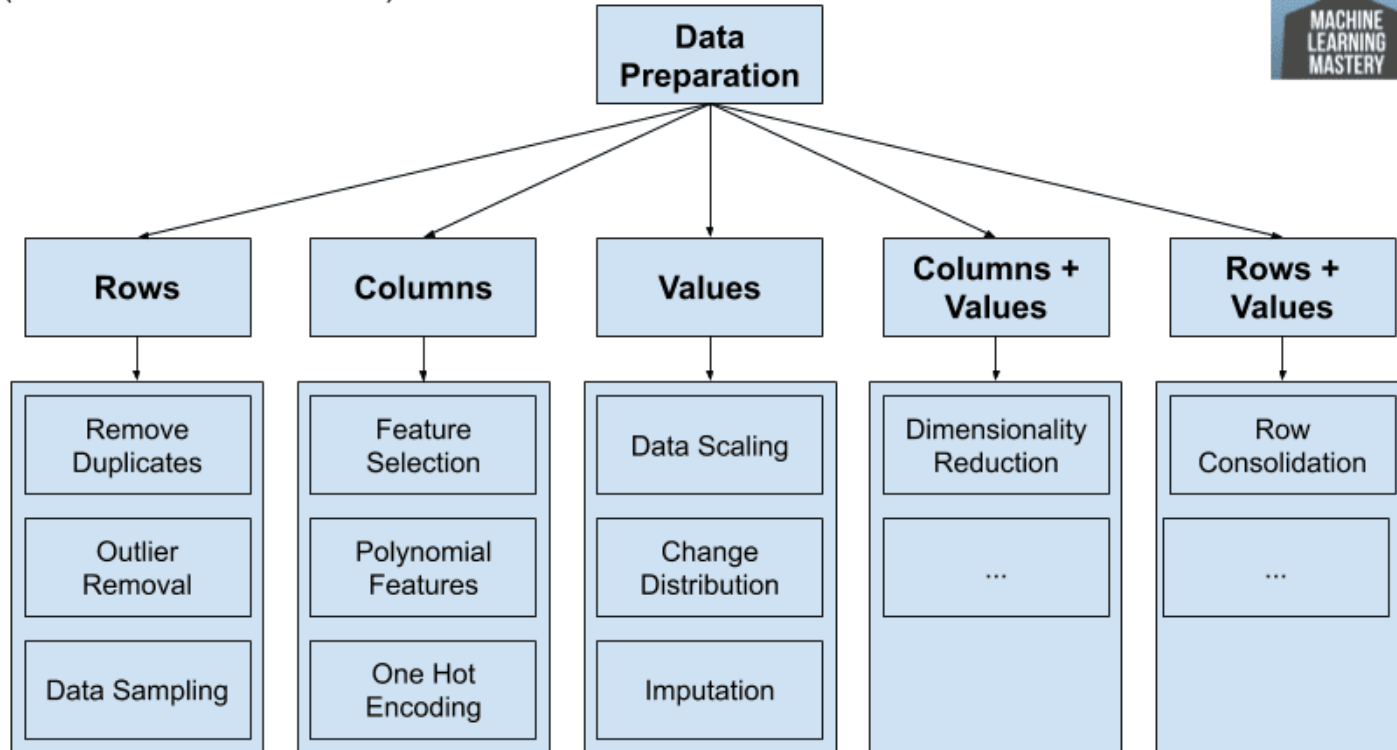 MACHINE
LEARNING
MASTERY
Data
Preparation
Rows
Columns
Values
Columns +
Values
Rows +
Values
Remove
Duplicates
Outlier
Removal
Data Sampling
Feature
Selection
Polynomial
Features
One Hot
Encoding
Data Scaling
Change
Distribution
Imputation
Dimensionality
Reduction
...
Row
Consolidation
...